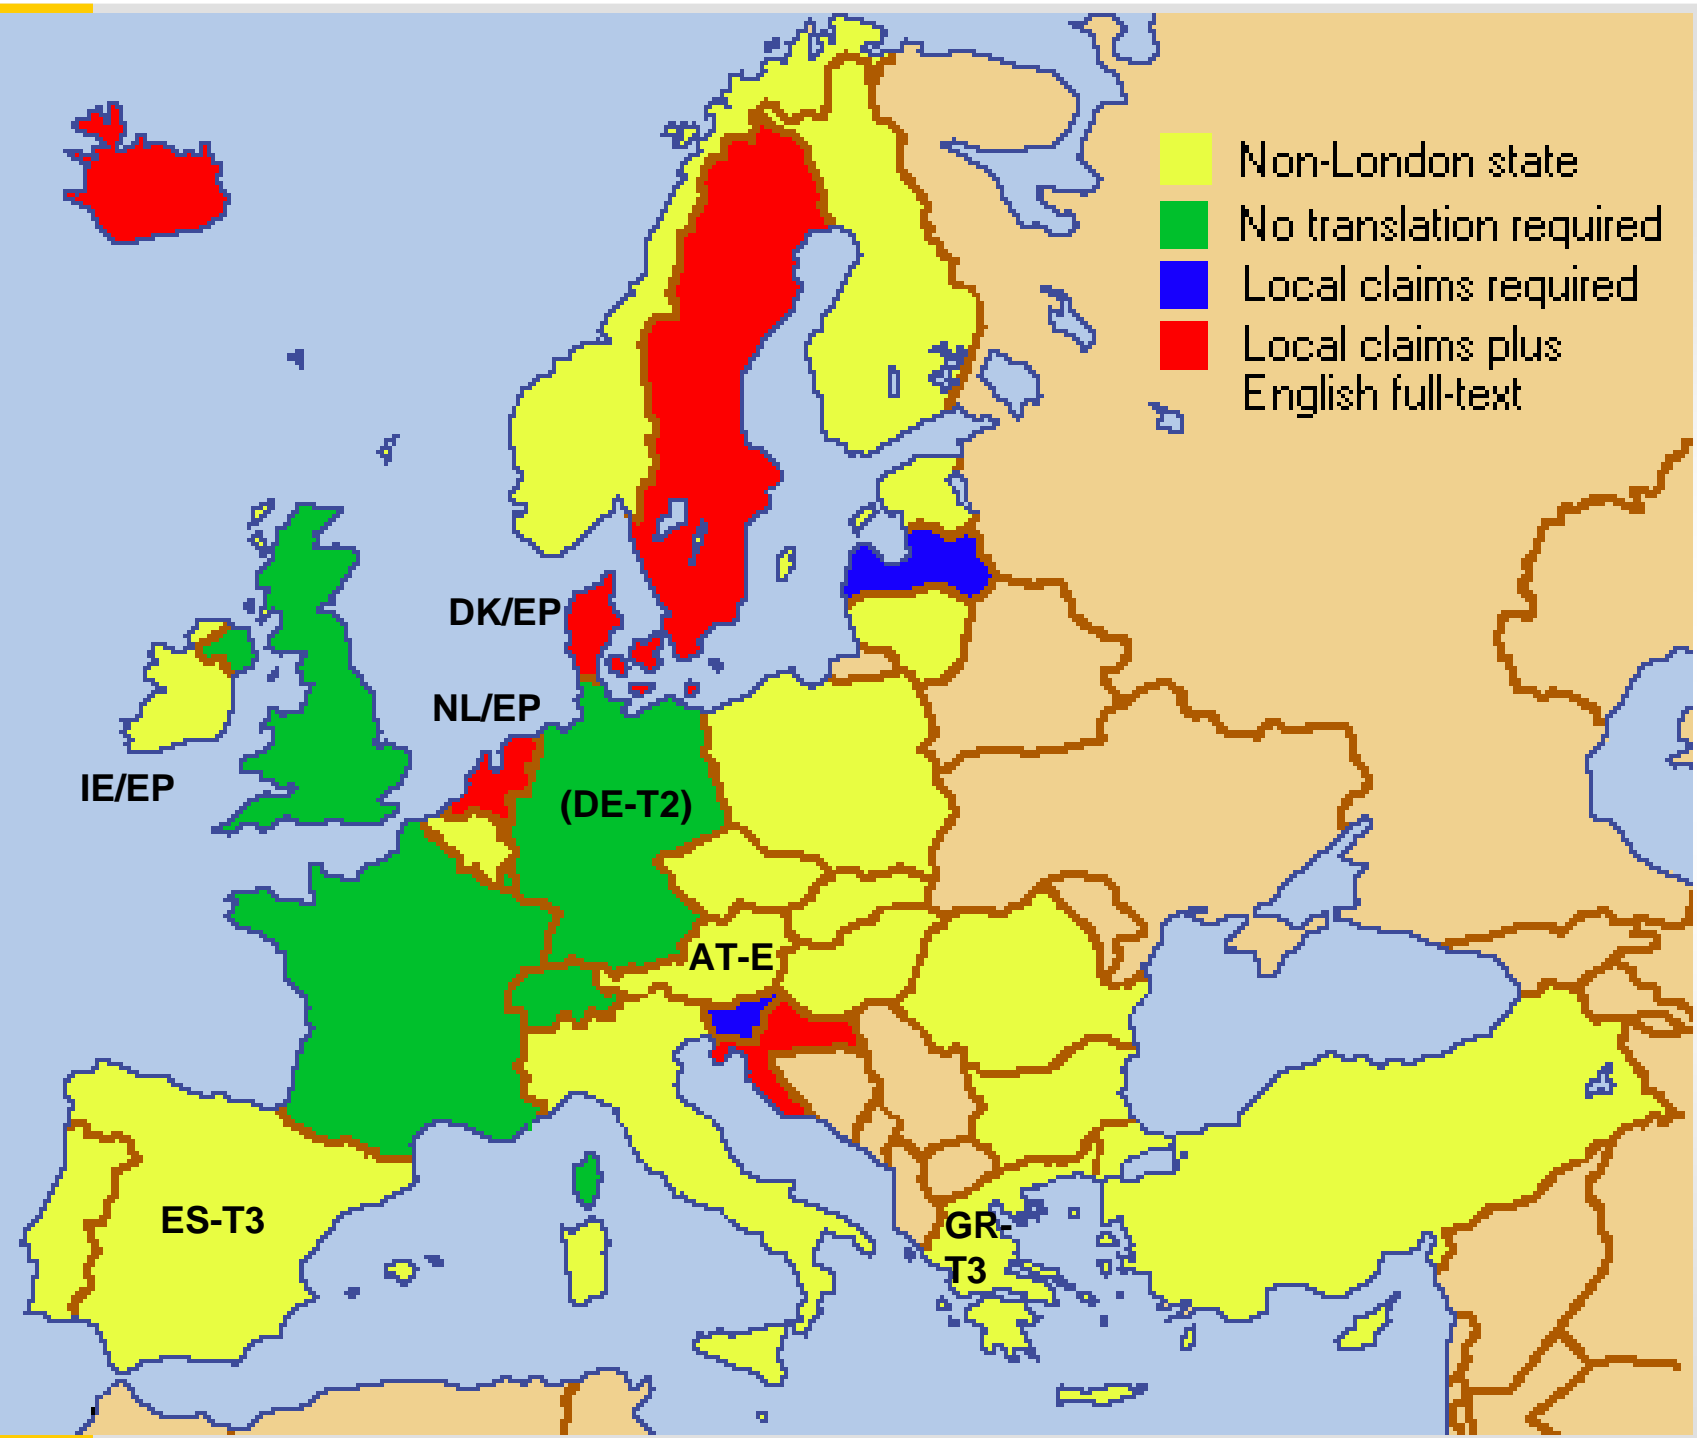 Non-London state
No translation required
Local claims required
Local claims plus
English full-text
DK/EP
NL/EP
IE/EP
(DE-T2)
AT-E
ES-T3
GR-
T3